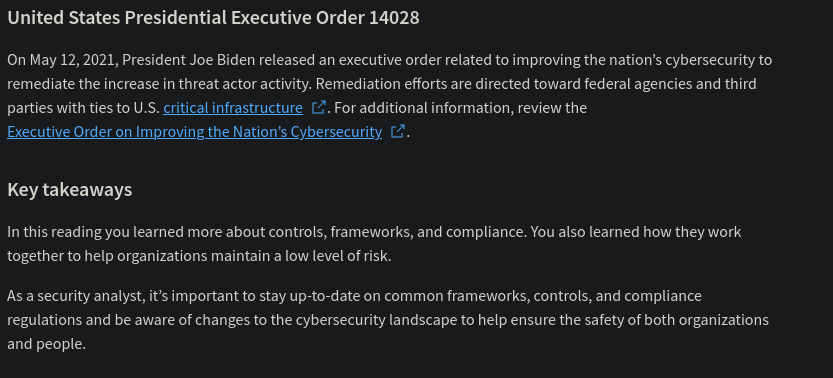 United States Presidential Executive Order 14028
On May 12, 2021, President Joe Biden released an executive order related to improving the nation’s cybersecurity to
remediate the increase in threat actor activity. Remediation efforts are directed toward federal agencies and third
parties with ties to U.S. critical infrastructure. For additional information, review the
Executive Order on Improving the Nation’s Cybersecurity.
Key takeaways
In this reading you learned more about controls, frameworks, and compliance. You also learned how they work
together to help organizations maintain a low level of risk.
As a security analyst, it’s important to stay up-to-date on common frameworks, controls, and compliance
regulations and be aware of changes to the cybersecurity landscape to help ensure the safety of both organizations
and people.